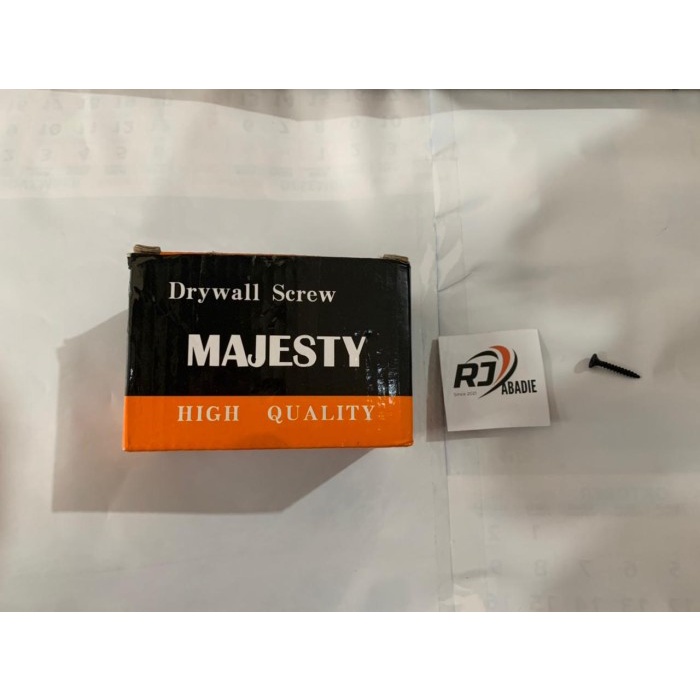 Drywall Screw
MAJESTY
HIGH QUALITY
RJ
ABADIE